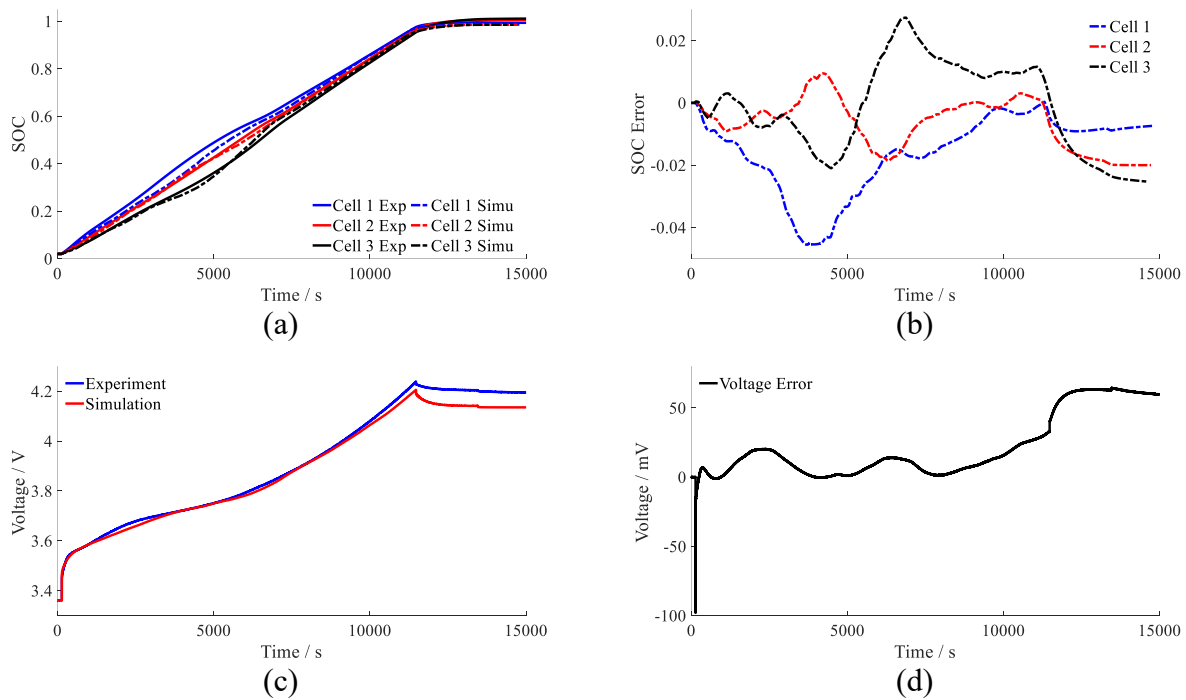 1
0.8
0.6
0.4
0.2
0
SOC
Cell 1 Exp
Cell 2 Exp
Cell 3 Exp
Cell 1 Simu
Cell 2 Simu
Cell 3 Simu
0 5000 10000 15000
Time / s
(a)
0.02
0
-0.02
-0.04
SOC Error
Cell 1
Cell 2
Cell 3
0 5000 10000 15000
Time / s
(b)
4.2
4
3.8
3.6
3.4
Voltage / V
Experiment
Simulation
0 5000 10000 15000
Time / s
(c)
50
0
-50
-100
Voltage / mV
Voltage Error
0 5000 10000 15000
Time / s
(d)